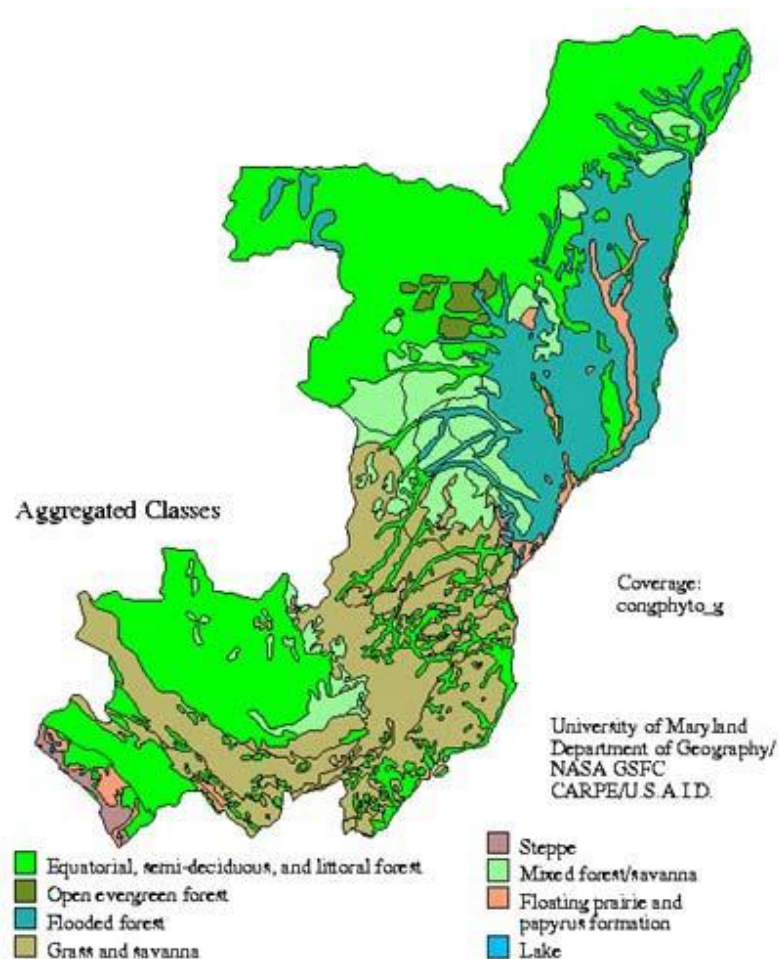 Aggregated Classes
Coverage:
congphyto_g
University of Maryland
Department of Geography/
NASA GSFC
CARPE/U.S.A.I.D.
Equatorial, semi-deciduous, and littoral forest
Open evergreen forest
Flooded forest
Grass and savanna
Steppe
Mixed forest/savanna
Floating prairie and
papyrus formation
Lake